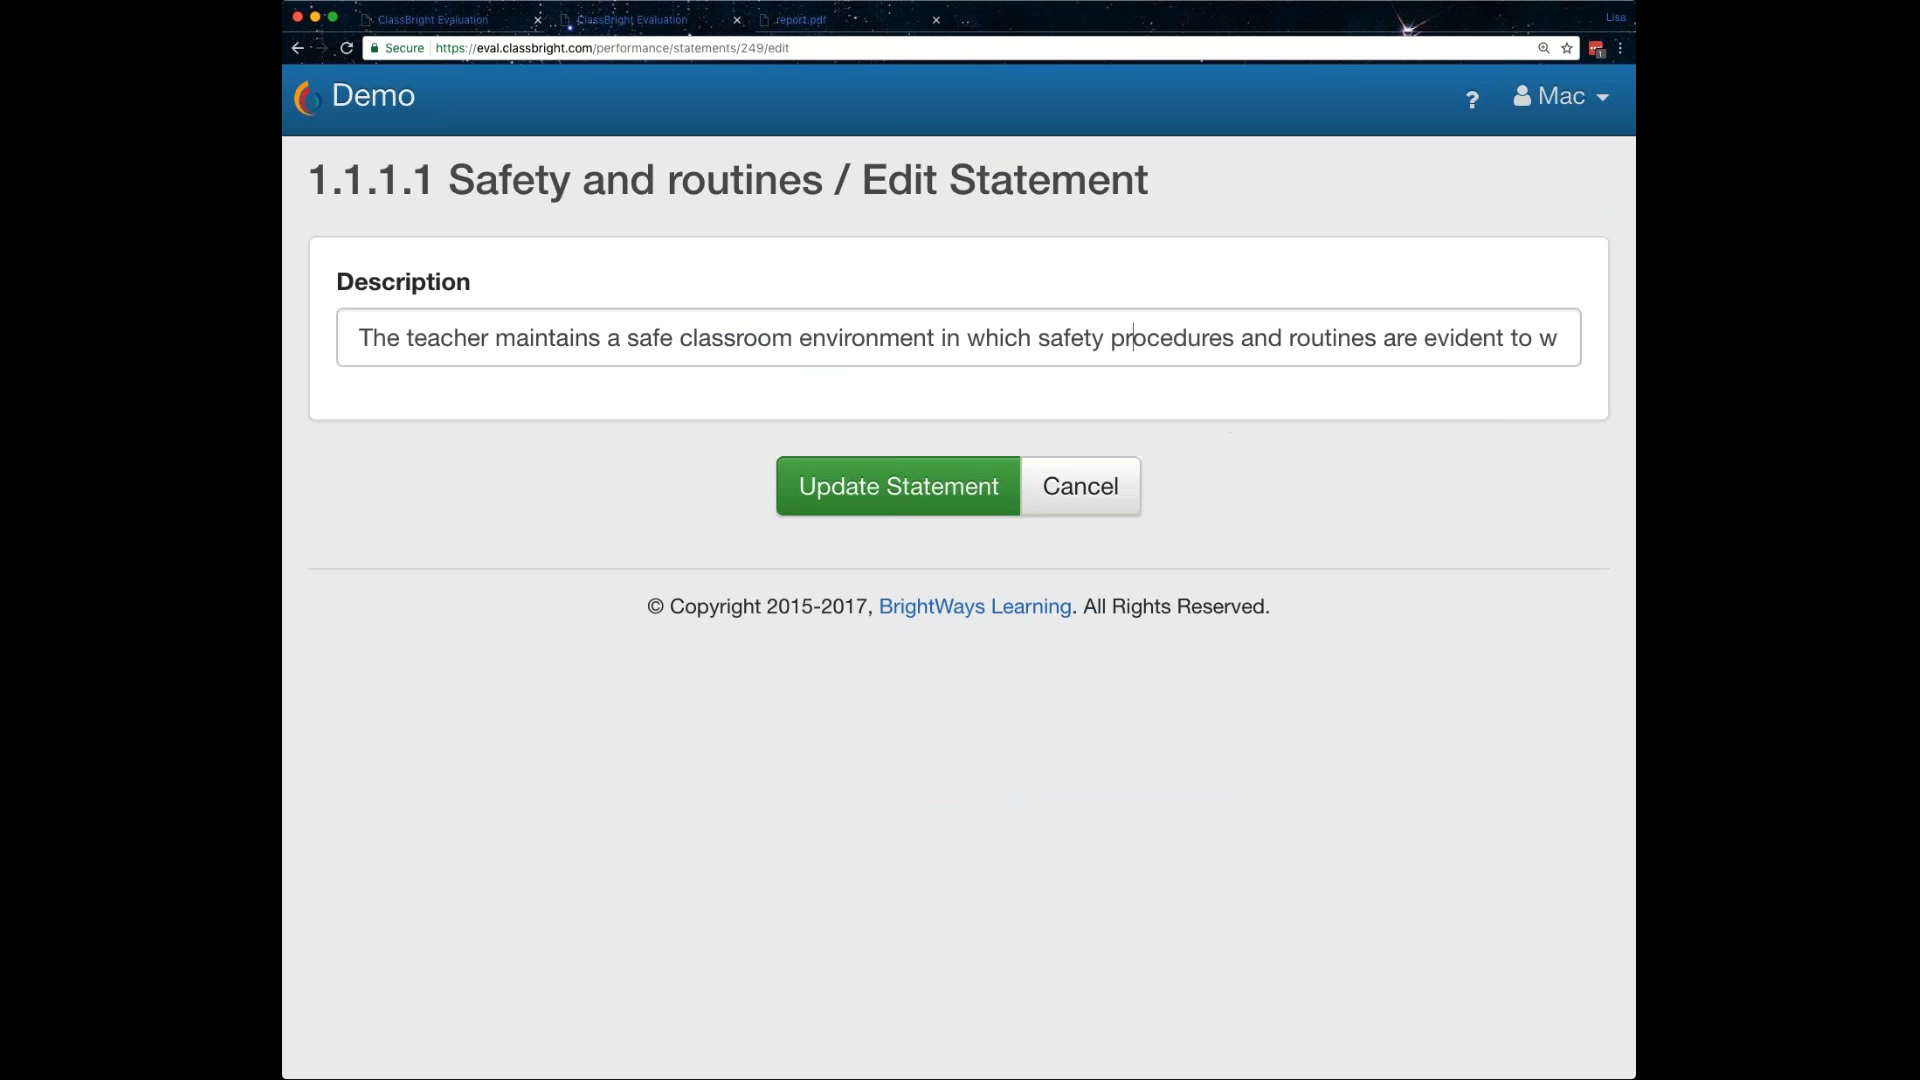 ClassBright Evaluation ClassBright Evaluation report.pdf Lisa
Secure https://eval.classbright.com/performance/statements/249/edit
Demo ? Mac
1.1.1.1 Safety and routines / Edit Statement
Description
The teacher maintains a safe classroom environment in which safety procedures and routines are evident to w
Update Statement Cancel
© Copyright 2015-2017, BrightWays Learning. All Rights Reserved.